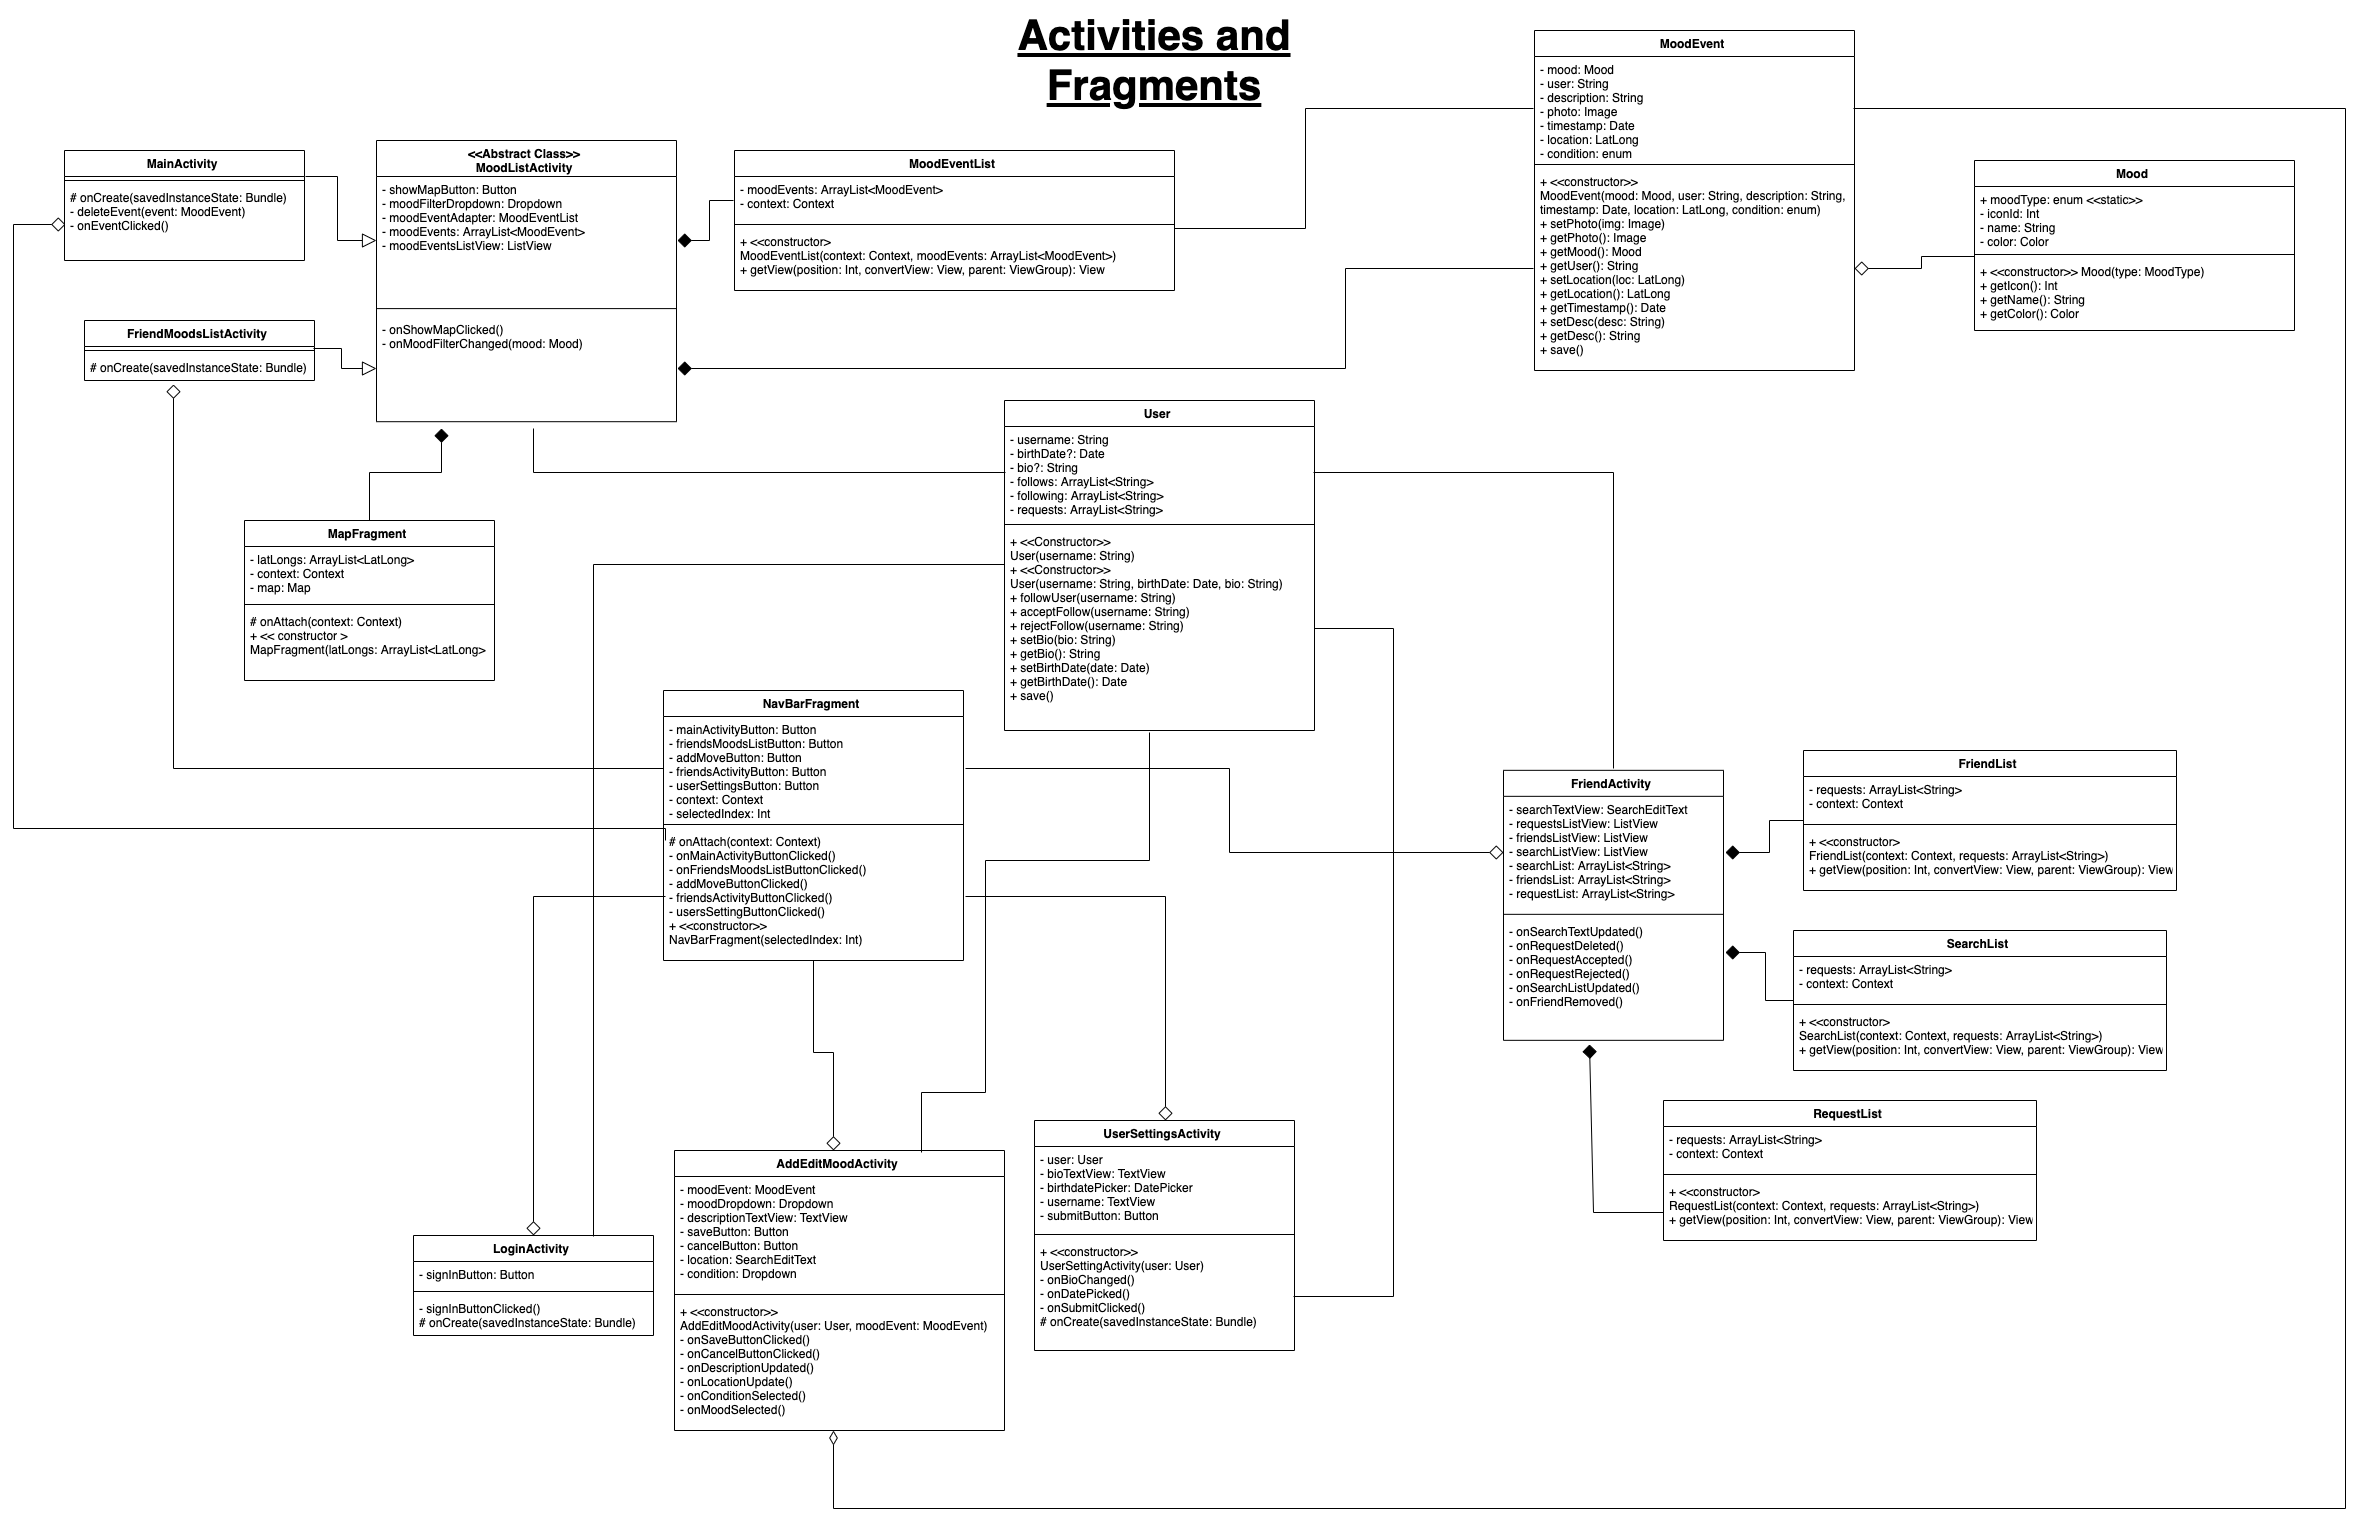 Activities and
Fragments
MainActivity
# onCreate(savedInstanceState: Bundle)
- deleteEvent(event: MoodEvent)
- onEventClicked()
<<Abstract Class>>
MoodListActivity
- showMapButton: Button
- moodFilterDropdown: Dropdown
- moodEventAdapter: MoodEventList
- moodEvents: ArrayList<MoodEvent>
- moodEventsListView: ListView
- onShowMapClicked()
- onMoodFilterChanged(mood: Mood)
MoodEventList
- moodEvents: ArrayList<MoodEvent>
- context: Context
+ <<constructor>
MoodEventList(context: Context, moodEvents: ArrayList<MoodEvent>)
+ getView(position: Int, convertView: View, parent: ViewGroup): View
MoodEvent
- mood: Mood
- user: String
- description: String
- photo: Image
- timestamp: Date
- location: LatLong
- condition: enum
+ <<constructor>>
MoodEvent(mood: Mood, user: String, description: String,
timestamp: Date, location: LatLong, condition: enum)
+ setPhoto(img: Image)
+ getPhoto(): Image
+ getMood(): Mood
+ getUser(): String
+ setLocation(loc: LatLong)
+ getLocation(): LatLong
+ getTimestamp(): Date
+ setDesc(desc: String)
+ getDesc(): String
+ save()
Mood
+ moodType: enum <<static>>
- iconId: Int
- name: String
- color: Color
+ <<constructor>> Mood(type: MoodType)
+ getIcon(): Int
+ getName(): String
+ getColor(): Color
FriendMoodsListActivity
# onCreate(savedInstanceState: Bundle)
User
- username: String
- birthDate?: Date
- bio?: String
- follows: ArrayList<String>
- following: ArrayList<String>
- requests: ArrayList<String>
+ <<Constructor>>
User(username: String)
+ <<Constructor>>
User(username: String, birthDate: Date, bio: String)
+ followUser(username: String)
+ acceptFollow(username: String)
+ rejectFollow(username: String)
+ setBio(bio: String)
+ getBio(): String
+ setBirthDate(date: Date)
+ getBirthDate(): Date
+ save()
MapFragment
- latLongs: ArrayList<LatLong>
- context: Context
- map: Map
# onAttach(context: Context)
+ << constructor >
MapFragment(latLongs: ArrayList<LatLong>
NavBarFragment
- mainActivityButton: Button
- friendsMoodsListButton: Button
- addMoveButton: Button
- friendsActivityButton: Button
- userSettingsButton: Button
- context: Context
- selectedIndex: Int
# onAttach(context: Context)
- onMainActivityButtonClicked()
- onFriendsMoodsListButtonClicked()
- addMoveButtonClicked()
- friendsActivityButtonClicked()
- usersSettingButtonClicked()
+ <<constructor>>
NavBarFragment(selectedIndex: Int)
FriendActivity
- searchTextView: SearchEditText
- requestsListView: ListView
- friendsListView: ListView
- searchListView: ListView
- searchList: ArrayList<String>
- friendsList: ArrayList<String>
- requestList: ArrayList<String>
- onSearchTextUpdated()
- onRequestDeleted()
- onRequestAccepted()
- onRequestRejected()
- onSearchListUpdated()
- onFriendRemoved()
FriendList
- requests: ArrayList<String>
- context: Context
+ <<constructor>
FriendList(context: Context, requests: ArrayList<String>)
+ getView(position: Int, convertView: View, parent: ViewGroup): View
SearchList
- requests: ArrayList<String>
- context: Context
+ <<constructor>
SearchList(context: Context, requests: ArrayList<String>)
+ getView(position: Int, convertView: View, parent: ViewGroup): View
RequestList
- requests: ArrayList<String>
- context: Context
+ <<constructor>
RequestList(context: Context, requests: ArrayList<String>)
+ getView(position: Int, convertView: View, parent: ViewGroup): View
LoginActivity
- signInButton: Button
- signInButtonClicked()
# onCreate(savedInstanceState: Bundle)
AddEditMoodActivity
- moodEvent: MoodEvent
- moodDropdown: Dropdown
- descriptionTextView: TextView
- saveButton: Button
- cancelButton: Button
- location: SearchEditText
- condition: Dropdown
+ <<constructor>>
AddEditMoodActivity(user: User, moodEvent: MoodEvent)
- onSaveButtonClicked()
- onCancelButtonClicked()
- onDescriptionUpdated()
- onLocationUpdate()
- onConditionSelected()
- onMoodSelected()
UserSettingsActivity
- user: User
- bioTextView: TextView
- birthdatePicker: DatePicker
- username: TextView
- submitButton: Button
+ <<constructor>>
UserSettingActivity(user: User)
- onBioChanged()
- onDatePicked()
- onSubmitClicked()
# onCreate(savedInstanceState: Bundle)